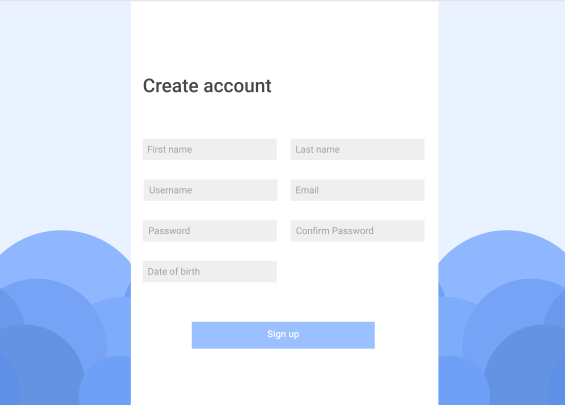 Create account
First name
Last name
Username
Email
Password
Confirm Password
Date of birth
Sign up